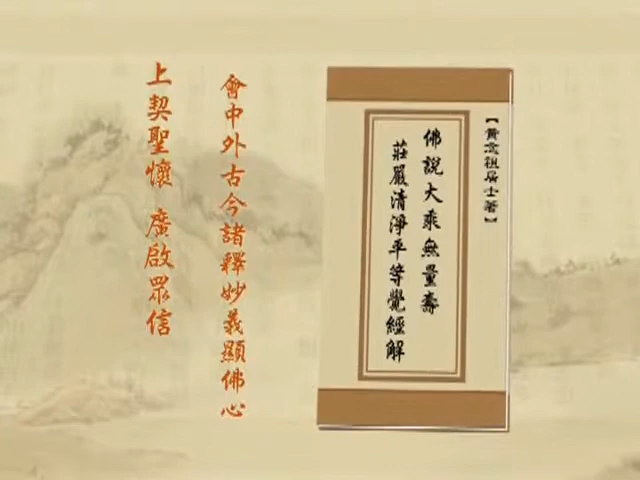 【黃念祖居士著】
佛說大乘無量壽
莊嚴清淨平等覺經解
會中外古今諸釋妙義顯佛心
上契聖懷 廣啟眾信